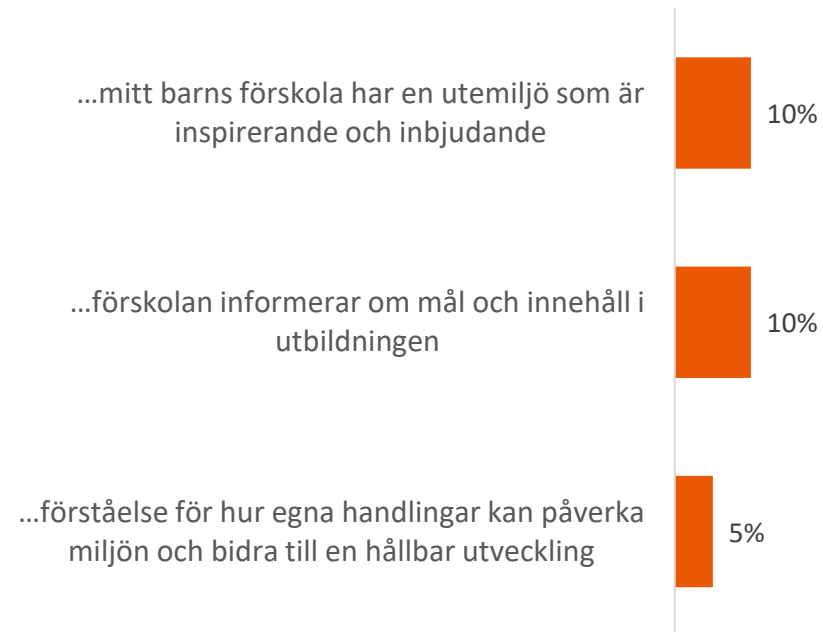 ...mitt barns förskola har en utemiljö som är
inspirerande och inbjudande
10%
...förskolan informerar om mål och innehåll i
utbildningen
10%
...förståelse för hur egna handlingar kan påverka
miljön och bidra till en hållbar utveckling
5%